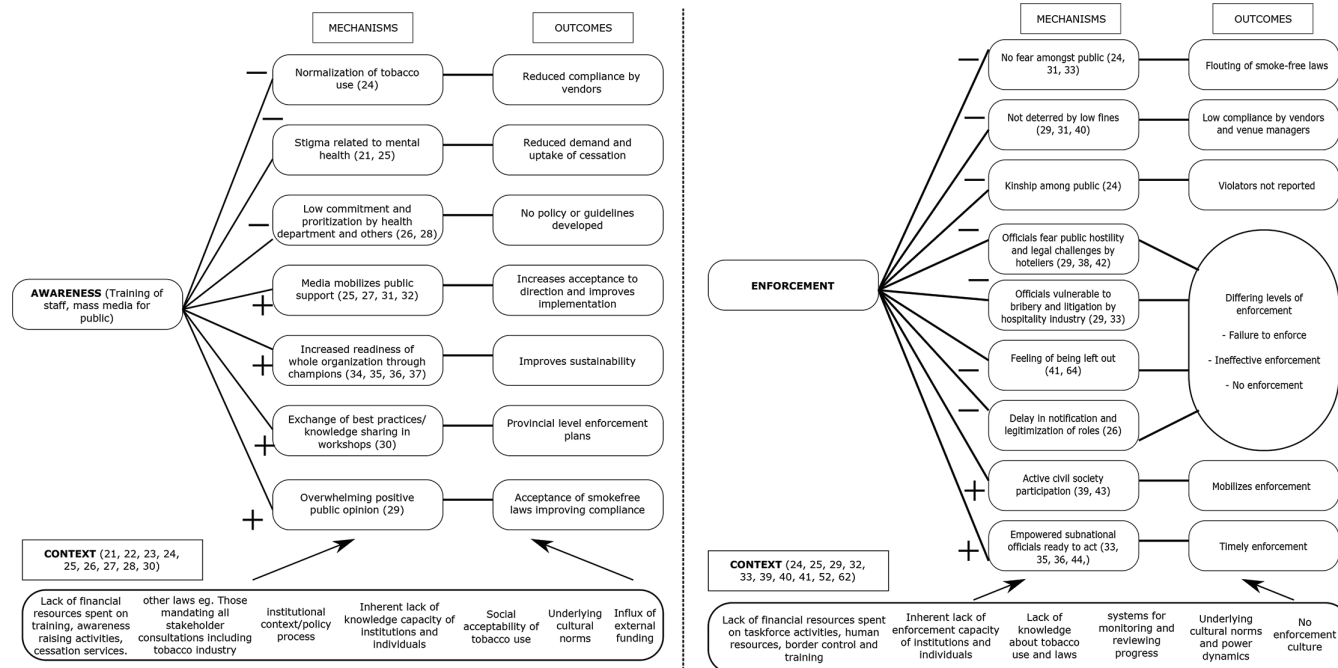 MECHANISMS
OUTCOMES
−
Normalization of tobacco
use (24)
Reduced compliance by
vendors
−
Stigma related to mental
health (21, 25)
Reduced demand and
uptake of cessation
−
Low commitment and
proritization by health
department and others (26, 28)
No policy or guidelines
developed
AWARENESS (Training of
staff, mass media for
public)
+
Media mobilizes public
support (25, 27, 31, 32)
Increases acceptance to
direction and improves
implementation
+
Increased readiness of
whole organization through
champions (34, 35, 36, 37)
Improves sustainability
+
Exchange of best practices/
knowledge sharing in
workshops (30)
Provincial level enforcement
plans
+
Overwhelming positive
public opinion (29)
Acceptance of smokefree
laws improving compliance
CONTEXT (21, 22, 23, 24,
25, 26, 27, 28, 30)
Lack of financial
resources spent on
training, awareness
raising activities,
cessation services.
other laws eg. Those
mandating all
stakeholder
consultations including
tobacco industry
institutional
context/policy
process
Inherent lack of
knowledge capacity of
institutions and
individuals
Social
acceptability of
tobacco use
Underlying
cultural
norms
Influx of
external
funding
MECHANISMS
OUTCOMES
−
No fear amongst public (24,
31, 33)
Flouting of smoke-free laws
−
Not deterred by low fines
(29, 31, 40)
Low compliance by vendors
and venue managers
−
Kinship among public (24)
Violators not reported
−
Officials fear public hostility
and legal challenges by
hoteliers (29, 38, 42)
ENFORCEMENT
−
Officials vulnerable to
bribery and litigation by
hospitality industry (29, 33)
Differing levels of
enforcement
- Failure to enforce
- Ineffective enforcement
- No enforcement
−
Feeling of being left out
(41, 64)
−
Delay in notification and
legitimization of roles (26)
+
Active civil society
participation (39, 43)
Mobilizes enforcement
+
Empowered subnational
officials ready to act (33,
35, 36, 44,)
Timely enforcement
CONTEXT (24, 25, 29, 32,
33, 39, 40, 41, 52, 62)
Lack of financial resources spent
on taskforce activities, human
resources, border control and
training
Inherent lack of
enforcement capacity
of institutions and
individuals
Lack of
knowledge
about tobacco
use and laws
systems for
monitoring and
reviewing
progress
Underlying
cultural norms
and power
dynamics
No
enforcement
culture